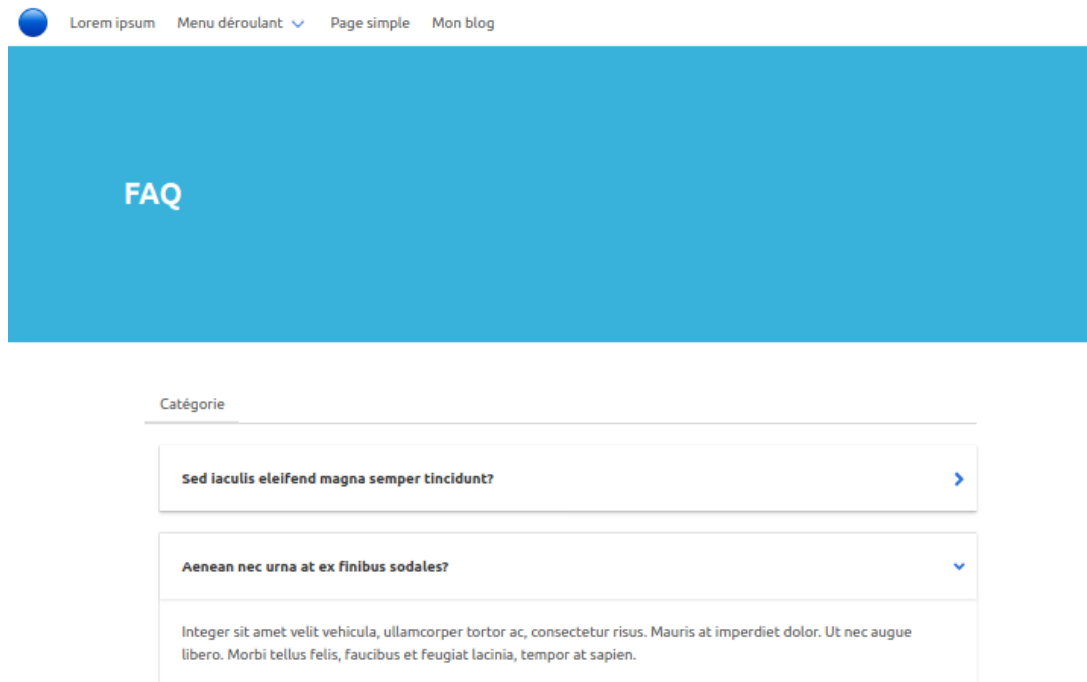 Lorem ipsum Menu déroulant Page simple Mon blog
FAQ
Catégorie
Sed iaculis eleifend magna semper tincidunt?
Aenean nec urna at ex finibus sodales?
Integer sit amet velit vehicula, ullamcorper tortor ac, consectetur risus. Mauris at imperdiet dolor. Ut nec augue
libero. Morbi tellus felis, faucibus et feugiat lacinia, tempor at sapien.